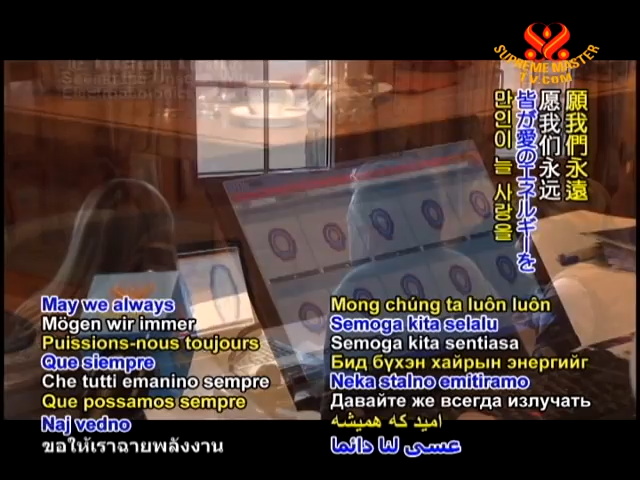 SUPREME MASTER
TV.COM
願我們永遠
愿我们永远
皆が愛のエネルギーを
만인이 늘 사랑을
May we always
Mögen wir immer
Puissions-nous toujours
Que siempre
Che tutti emanino sempre
Que possamos sempre
Naj vedno
ขอให้เราฉายพลังงาน
Mong chúng ta luôn luôn
Semoga kita selalu
Semoga kita sentiasa
Бид бүхэн хайрын энергийг
Neka stalno emitiramo
Давайте же всегда излучать
امید که همیشه
عسى لنا دائما